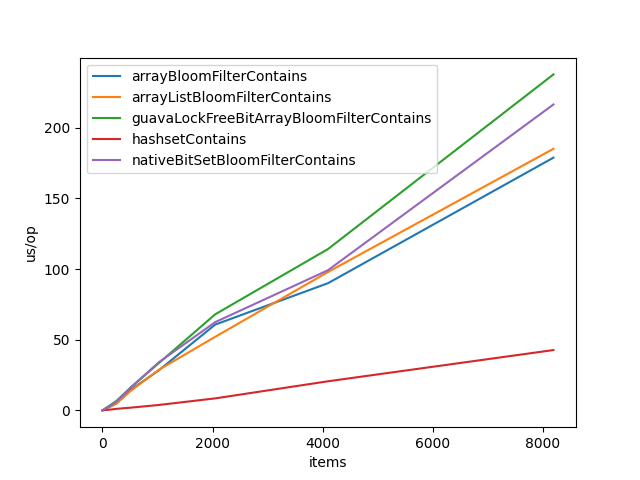 arrayBloomFilterContains
arrayListBloomFilterContains
guavaLockFreeBitArrayBloomFilterContains
hashsetContains
nativeBitSetBloomFilterContains
200
150
100
50
0
us/op
0 2000 4000 6000 8000
items